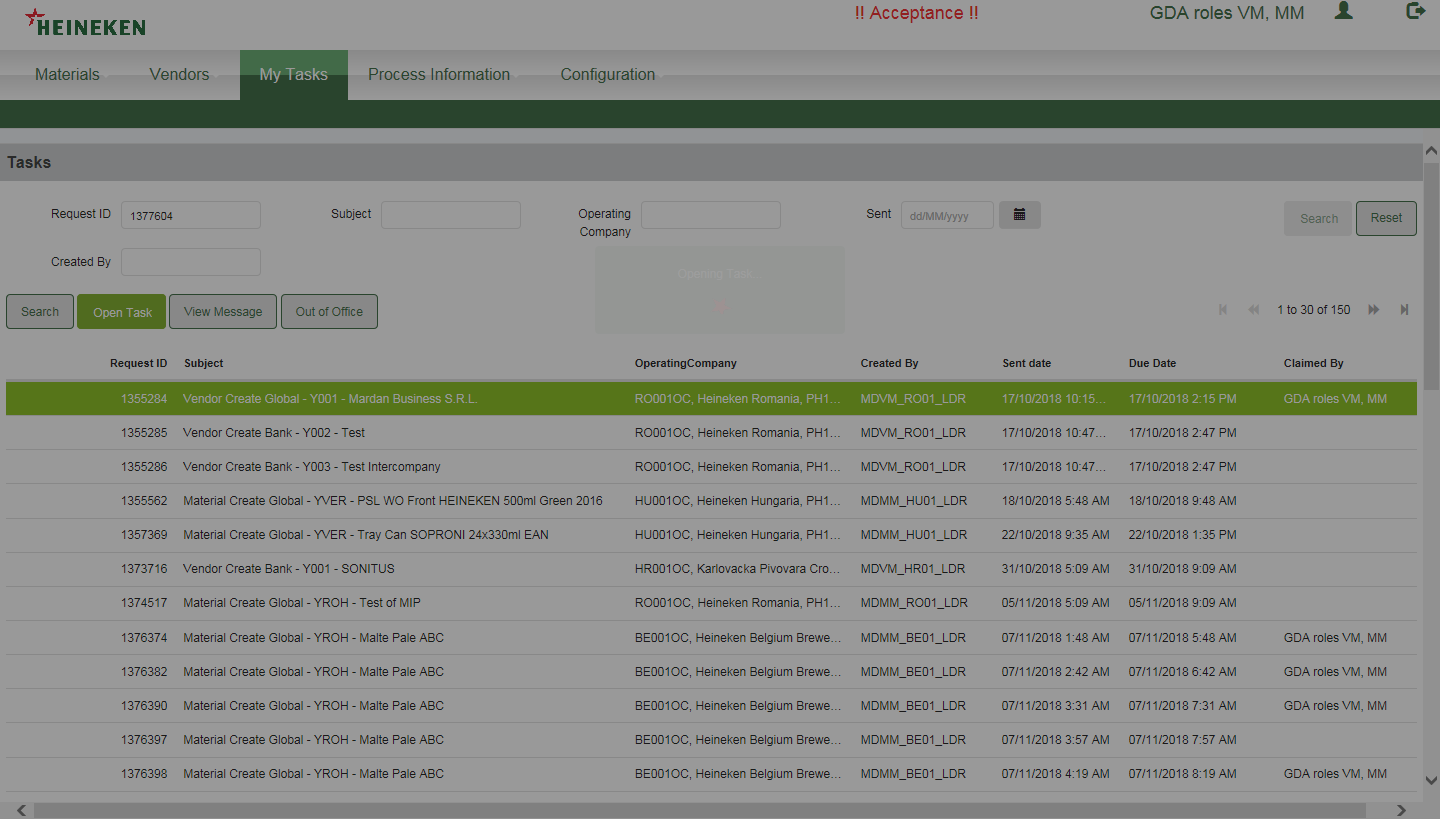 HEINEKEN
!! Acceptance !!
GDA roles VM, MM
Materials
Vendors
My Tasks
Process Information
Configuration
Tasks
Request ID
1377604
Subject
Operating
Company
Sent
dd/MM/yyyy
Search
Reset
Created By
Opening Task
Search
Open Task
View Message
Out of Office
1 to 30 of 150
Request ID Subject OperatingCompany Created By Sent date Due Date Claimed By
1355284 Vendor Create Global - Y001 - Mardan Business S.R.L. RO001OC, Heineken Romania, PH1... MDVM_RO01_LDR 17/10/2018 10:15... 17/10/2018 2:15 PM GDA roles VM, MM
1355285 Vendor Create Bank - Y002 - Test RO001OC, Heineken Romania, PH1... MDVM_RO01_LDR 17/10/2018 10:47... 17/10/2018 2:47 PM
1355286 Vendor Create Bank - Y003 - Test Intercompany RO001OC, Heineken Romania, PH1... MDVM_RO01_LDR 17/10/2018 10:47... 17/10/2018 2:47 PM
1355562 Material Create Global - YVER - PSL WO Front HEINEKEN 500ml Green 2016 HU001OC, Heineken Hungaria, PH1... MDMM_HU01_LDR 18/10/2018 5:48 AM 18/10/2018 9:48 AM
1357369 Material Create Global - YVER - Tray Can SOPRONI 24x330ml EAN HU001OC, Heineken Hungaria, PH1... MDMM_HU01_LDR 22/10/2018 9:35 AM 22/10/2018 1:35 PM
1373716 Vendor Create Bank - Y001 - SONITUS HR001OC, Karlovacka Pivovara Cro... MDVM_HR01_LDR 31/10/2018 5:09 AM 31/10/2018 9:09 AM
1374517 Material Create Global - YROH - Test of MIP RO001OC, Heineken Romania, PH1... MDMM_RO01_LDR 05/11/2018 5:09 AM 05/11/2018 9:09 AM
1376374 Material Create Global - YROH - Malte Pale ABC BE001OC, Heineken Belgium Brewe... MDMM_BE01_LDR 07/11/2018 1:48 AM 07/11/2018 5:48 AM GDA roles VM, MM
1376382 Material Create Global - YROH - Malte Pale ABC BE001OC, Heineken Belgium Brewe... MDMM_BE01_LDR 07/11/2018 2:42 AM 07/11/2018 6:42 AM GDA roles VM, MM
1376390 Material Create Global - YROH - Malte Pale ABC BE001OC, Heineken Belgium Brewe... MDMM_BE01_LDR 07/11/2018 3:31 AM 07/11/2018 7:31 AM GDA roles VM, MM
1376397 Material Create Global - YROH - Malte Pale ABC BE001OC, Heineken Belgium Brewe... MDMM_BE01_LDR 07/11/2018 3:57 AM 07/11/2018 7:57 AM
1376398 Material Create Global - YROH - Malte Pale ABC BE001OC, Heineken Belgium Brewe... MDMM_BE01_LDR 07/11/2018 4:19 AM 07/11/2018 8:19 AM GDA roles VM, MM